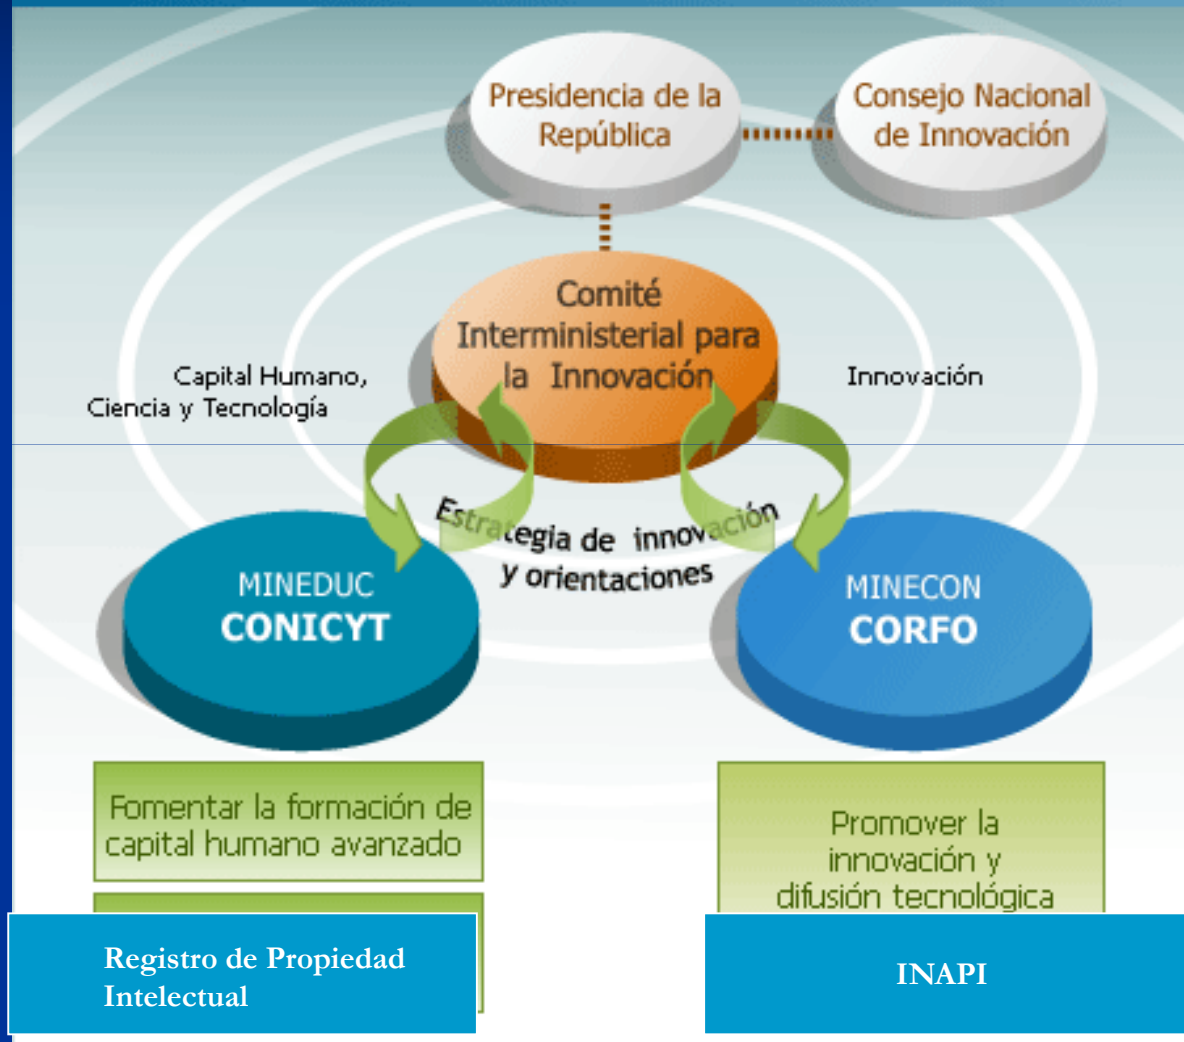 Presidencia de la
República
Consejo Nacional
de Innovación
Comité
Interministerial para
la Innovación
Capital Humano,
Ciencia y Tecnología
Innovación
Estrategia de innovación
y orientaciones
MINEDUC
CONICYT
MINECON
CORFO
Fomentar la formación de
capital humano avanzado
Promover la
innovación y
difusión tecnológica
Registro de Propiedad
Intelectual
INAPI